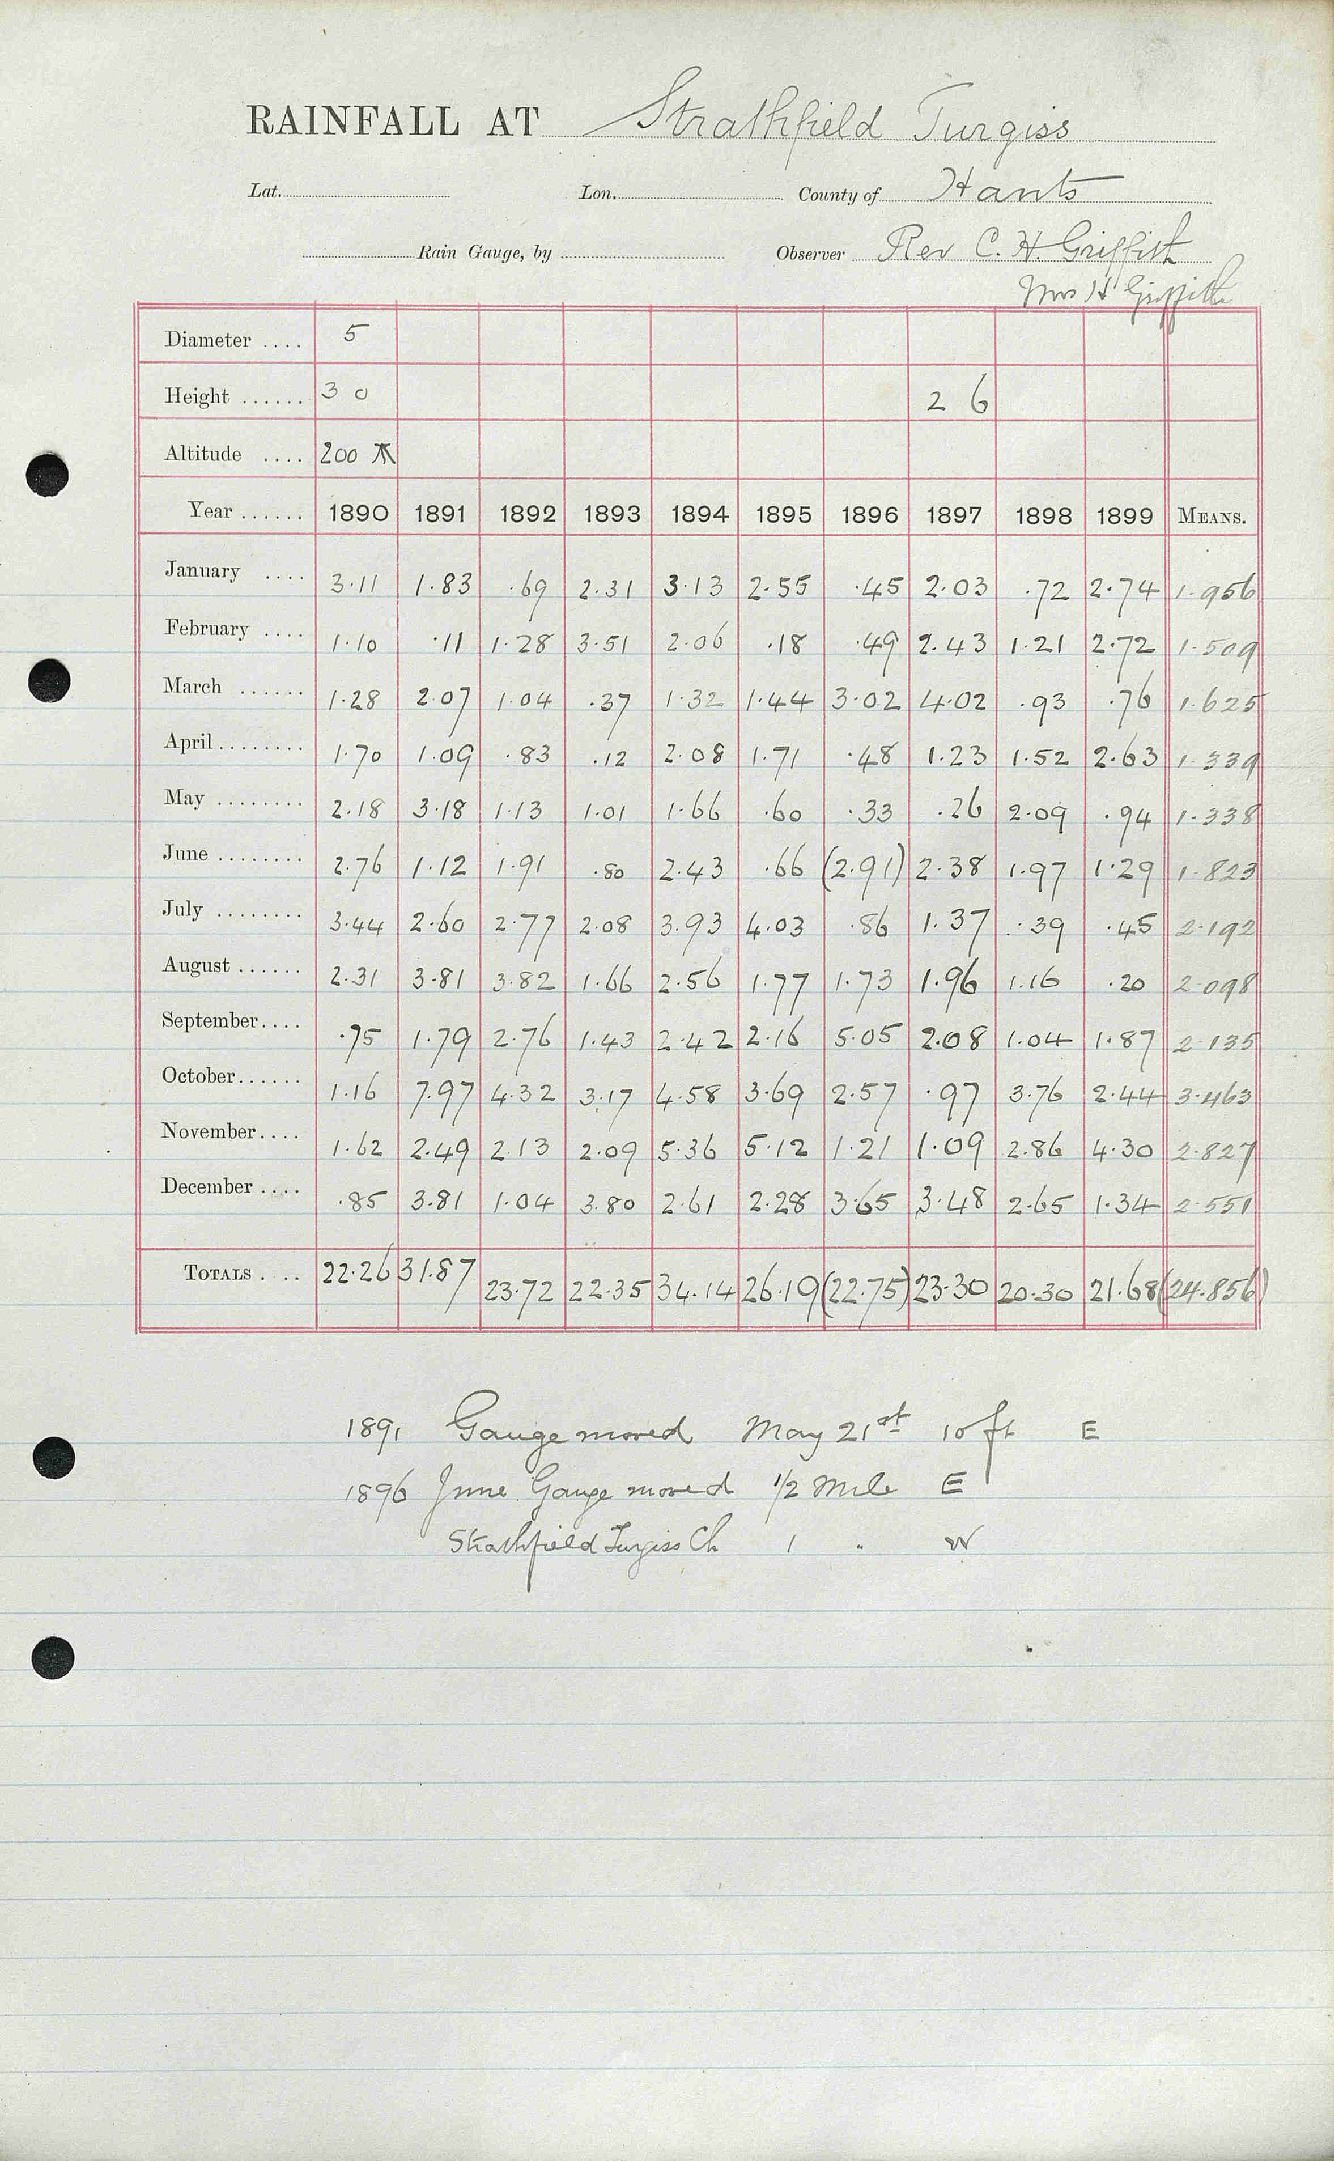 RAINFALL AT Strathfield Turgiss
Lat. Lon. County of Hants
Rain Gauge, by Observer Rev C. H. Griffith
Mrs H Griffith
Diameter .... 5
Height ...... 3 0 2 6
Altitude .... 200
Year ...... 1890 1891 1892 1893 1894 1895 1896 1897 1898 1899 MEANS.
January .... 3.11 1.83 .69 2.31 3.13 2.55 .45 2.03 .72 2.74 1.956
February .... 1.10 .11 1.28 3.51 2.06 .18 .49 2.43 1.21 2.72 1.509
March ...... 1.28 2.07 1.04 .37 1.32 1.44 3.02 4.02 .93 .76 1.625
April ........ 1.70 1.09 .83 .12 2.08 1.71 .48 1.23 1.52 2.63 1.339
May ........ 2.18 3.18 1.13 1.01 1.66 .60 .33 .26 2.09 .94 1.338
June ........ 2.76 1.12 1.91 .80 2.43 .66 (2.91) 2.38 1.97 1.29 1.823
July ........ 3.44 2.60 2.77 2.08 3.93 4.03 .86 1.37 .39 .45 2.192
August ...... 2.31 3.81 3.82 1.66 2.56 1.77 1.73 1.96 1.16 .20 2.098
September.... .75 1.79 2.76 1.43 2.42 2.16 5.05 2.08 1.04 1.87 2.135
October...... 1.16 7.97 4.32 3.17 4.58 3.69 2.57 .97 3.76 2.44 3.463
November.... 1.62 2.49 2.13 2.09 5.36 5.12 1.21 1.09 2.86 4.30 2.827
December .... .85 3.81 1.04 3.80 2.61 2.28 3.65 3.48 2.65 1.34 2.551
TOTALS .... 22.26 31.87 23.72 22.35 34.14 26.19 (22.75) 23.30 20.30 21.68 (24.856)
1891 Gauge moved May 21st 10 ft E
1896 June Gauge moved 1/2 mile E
Strathfield Turgiss Ch 1 " W